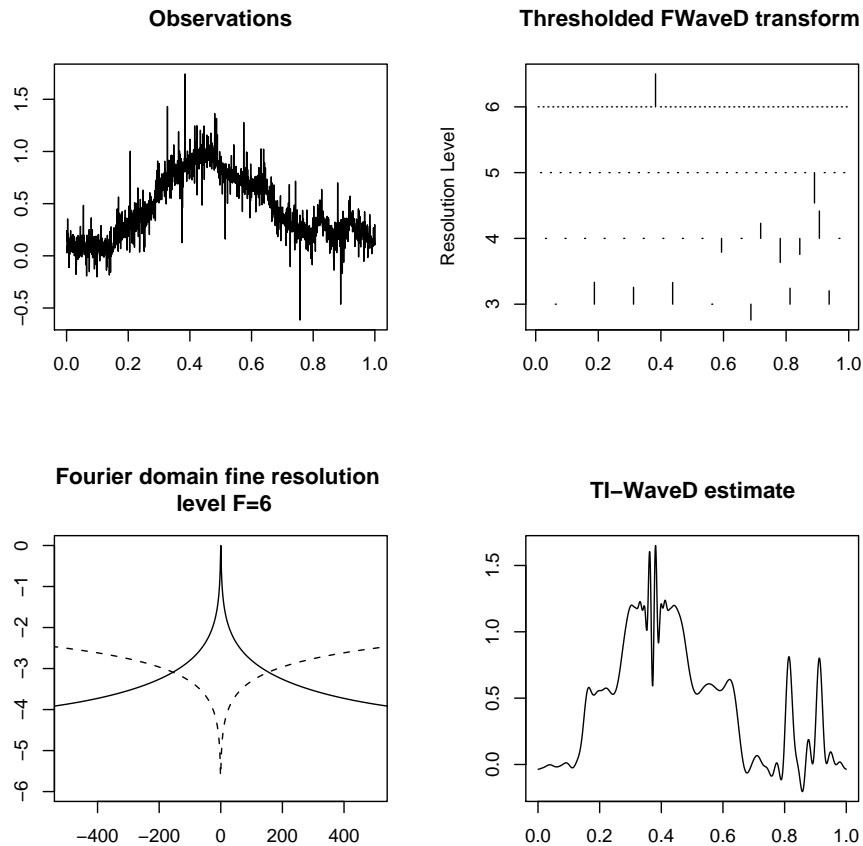 Observations
1.5
1.0
0.5
0.0
−0.5
0.0 0.2 0.4 0.6 0.8 1.0
Thresholded FWaveD transform
Resolution Level
6
5
4
3
0.0 0.2 0.4 0.6 0.8 1.0
Fourier domain fine resolution
level F=6
0
−1
−2
−3
−4
−5
−6
−400 −200 0 200 400
TI−WaveD estimate
1.5
1.0
0.5
0.0
0.0 0.2 0.4 0.6 0.8 1.0